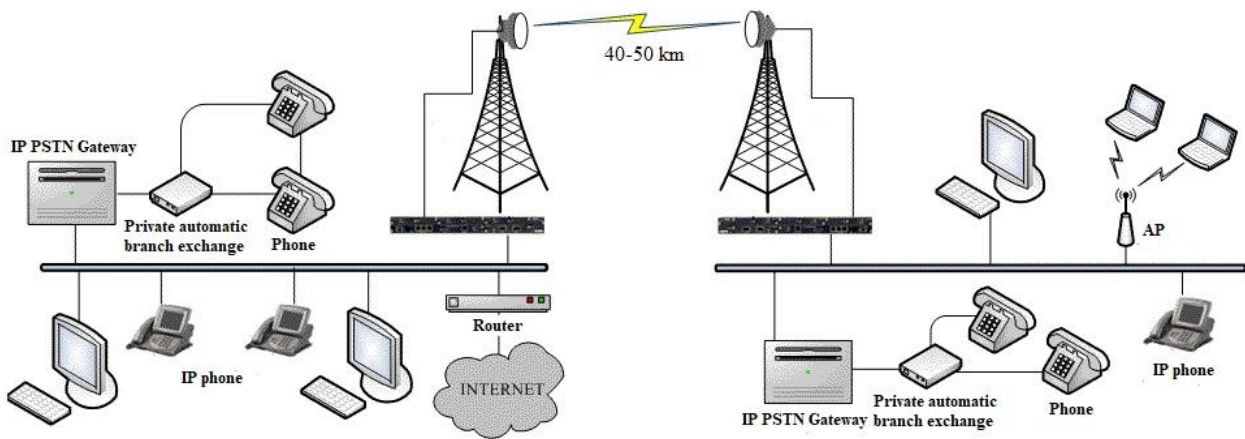 40-50 km
IP PSTN Gateway
Private automatic
branch exchange
Phone
AP
Router
IP phone
INTERNET
IP PSTN Gateway
Private automatic
branch exchange
Phone
IP phone